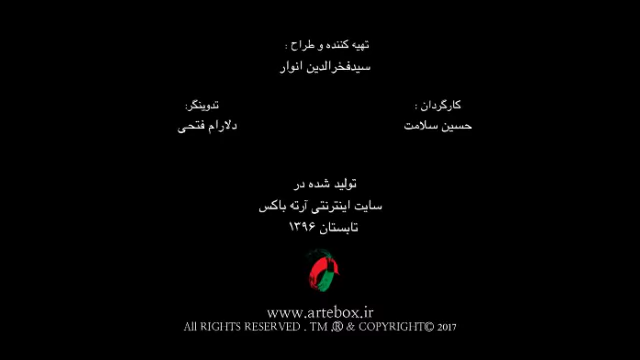 تهیه کننده و طراح :
سیدفخرالدین انوار
کارگردان :
حسین سلامت
تدوینگر:
دلارام فتحی
تولید شده در
سایت اینترنتی آرته باکس
تابستان ۱۳۹۶
www.artebox.ir
All RIGHTS RESERVED . TM ,® & COPYRIGHT© 2017